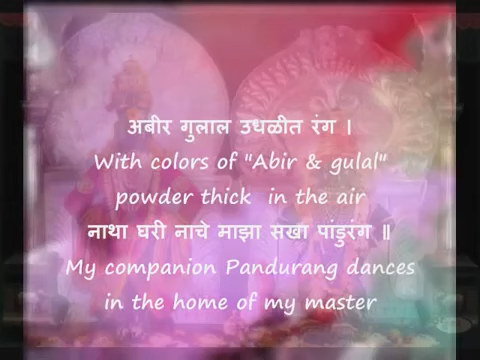 अबीर गुलाल उधळीत रंग ।
With colors of "Abir & gulal"
powder thick in the air
नाथा घरी नाचे माझा सखा पांडुरंग ॥
My companion Pandurang dances
in the home of my master